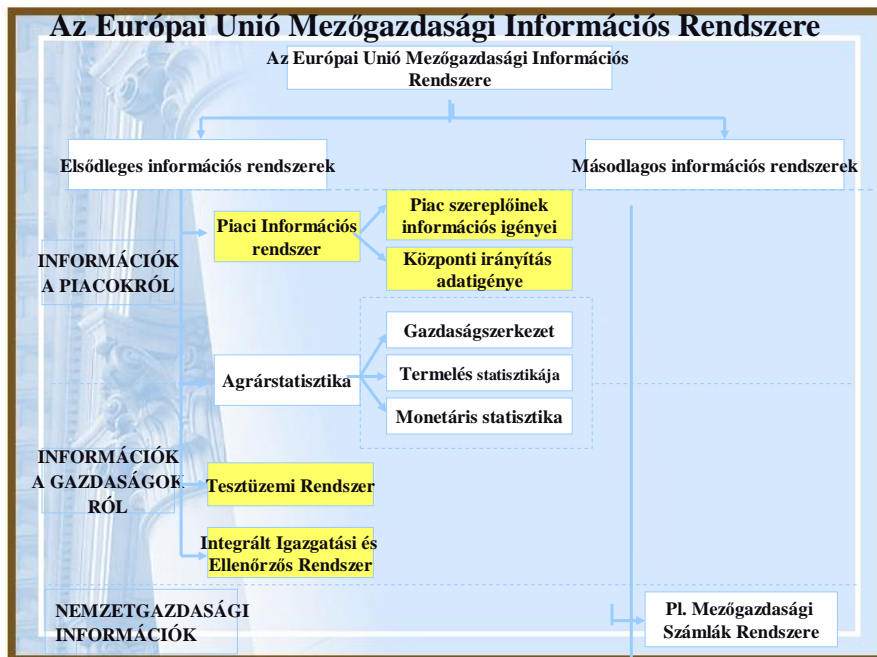 Az Európai Unió Mezőgazdasági Információs Rendszere
Az Európai Unió Mezőgazdasági Információs
Rendszere
Elsődleges információs rendszerek
Másodlagos információs rendszerek
Piaci Információs
rendszer
Piac szereplőinek
információs igényei
Központi irányítás
adatigénye
INFORMÁCIÓK
A PIACOKRÓL
Gazdaságszerkezet
Agrárstatisztika
Termelés statisztikája
Monetáris statisztika
INFORMÁCIÓK
A GAZDASÁGOK
RÓL
Tesztüzemi Rendszer
Integrált Igazgatási és
Ellenőrzős Rendszer
NEMZETGAZDASÁGI
INFORMÁCIÓK
Pl. Mezőgazdasági
Számlák Rendszere